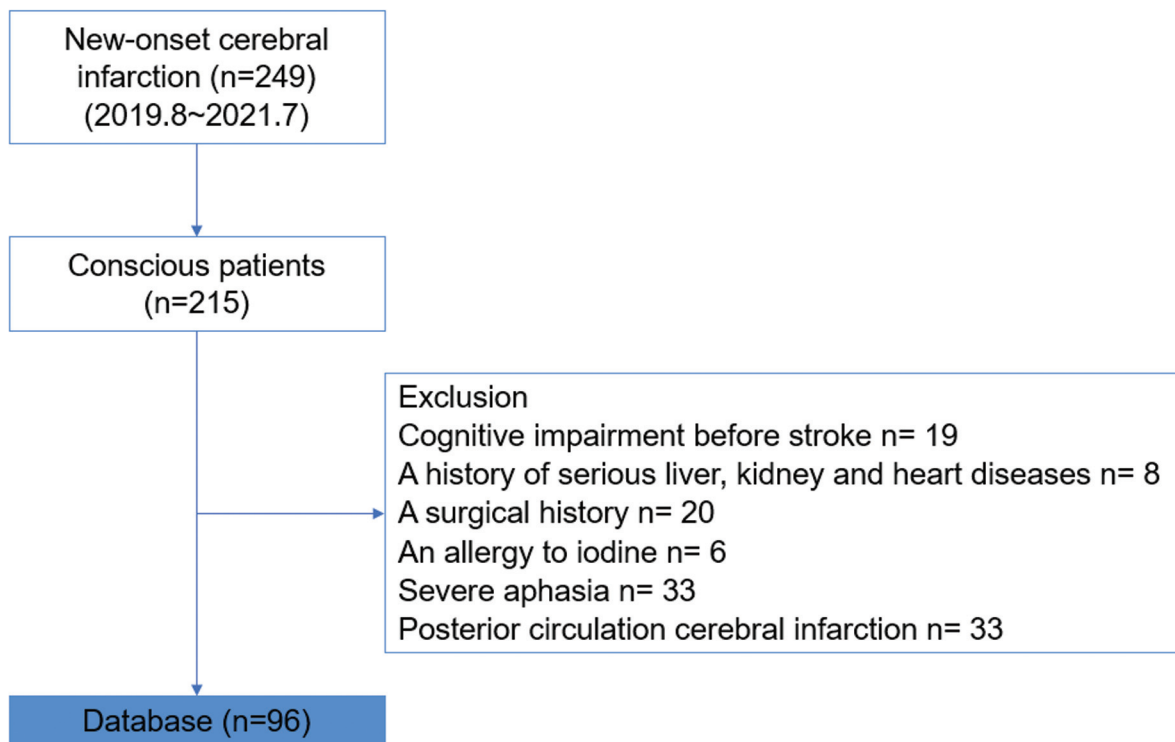 New-onset cerebral
infarction (n=249)
(2019.8~2021.7)
Conscious patients
(n=215)
Exclusion
Cognitive impairment before stroke n= 19
A history of serious liver, kidney and heart diseases n= 8
A surgical history n= 20
An allergy to iodine n= 6
Severe aphasia n= 33
Posterior circulation cerebral infarction n= 33
Database (n=96)